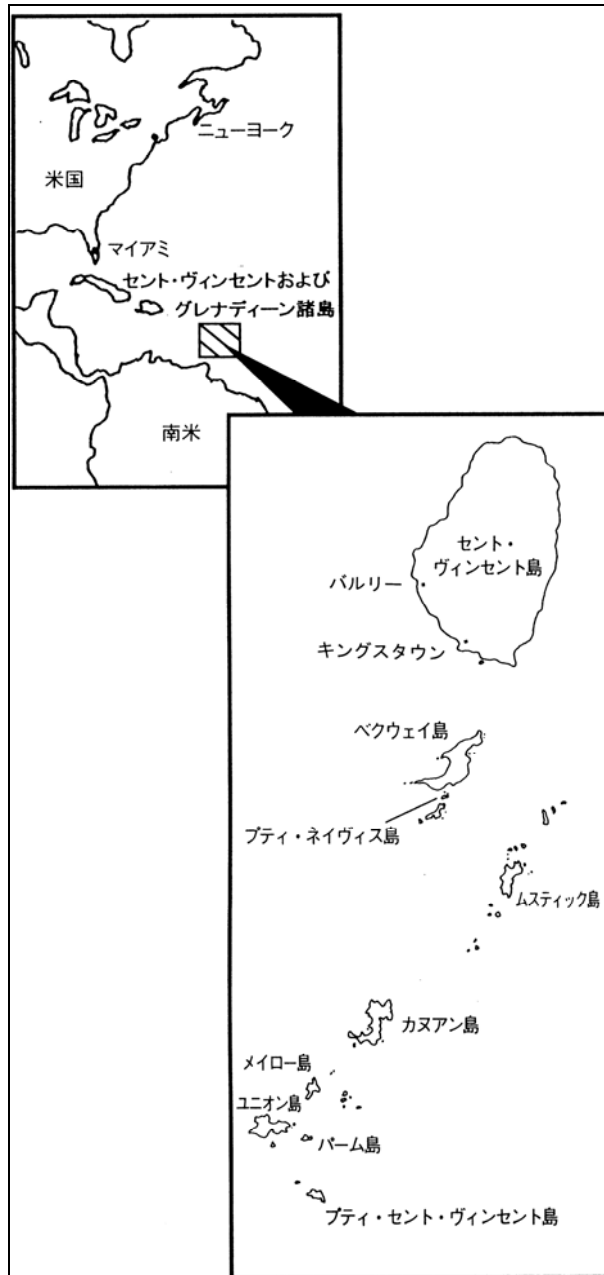 ニューヨーク
米国
マイアミ
セント・ヴィンセントおよび
グレナディーン諸島
南米
セント・
ヴィンセント島
バルリー
キングスタウン
ベクウェイ島
プティ・ネイヴィス島
ムスティック島
カヌアン島
メイロー島
ユニオン島
パーム島
プティ・セント・ヴィンセント島